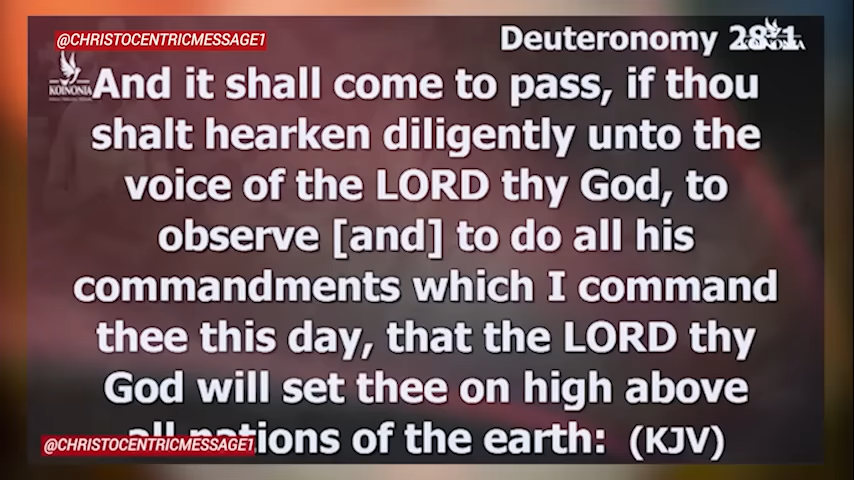 @CHRISTOCENTRICMESSAGE1
Deuteronomy 28:1
KOINONIA
KOINONIA
And it shall come to pass, if thou
shalt hearken diligently unto the
voice of the LORD thy God, to
observe [and] to do all his
commandments which I command
thee this day, that the LORD thy
God will set thee on high above
all nations of the earth: (KJV)
@CHRISTOCENTRICMESSAGE1